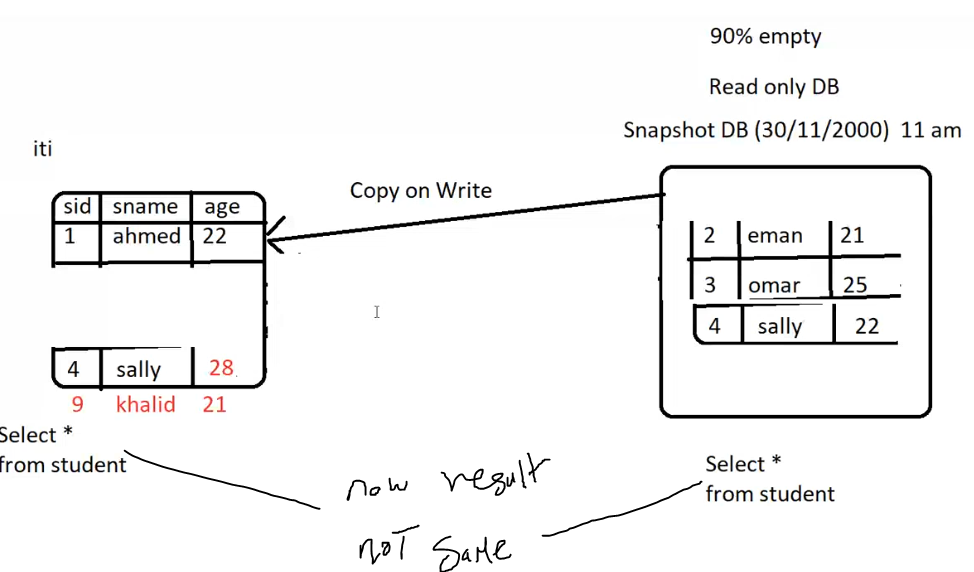 90% empty
Read only DB
Snapshot DB (30/11/2000) 11 am
iti
Copy on Write
sid sname age
1 ahmed 22
4 sally 28
9 khalid 21
2 eman 21
3 omar 25
4 sally 22
Select *
from student
Select *
from student
now result
not same